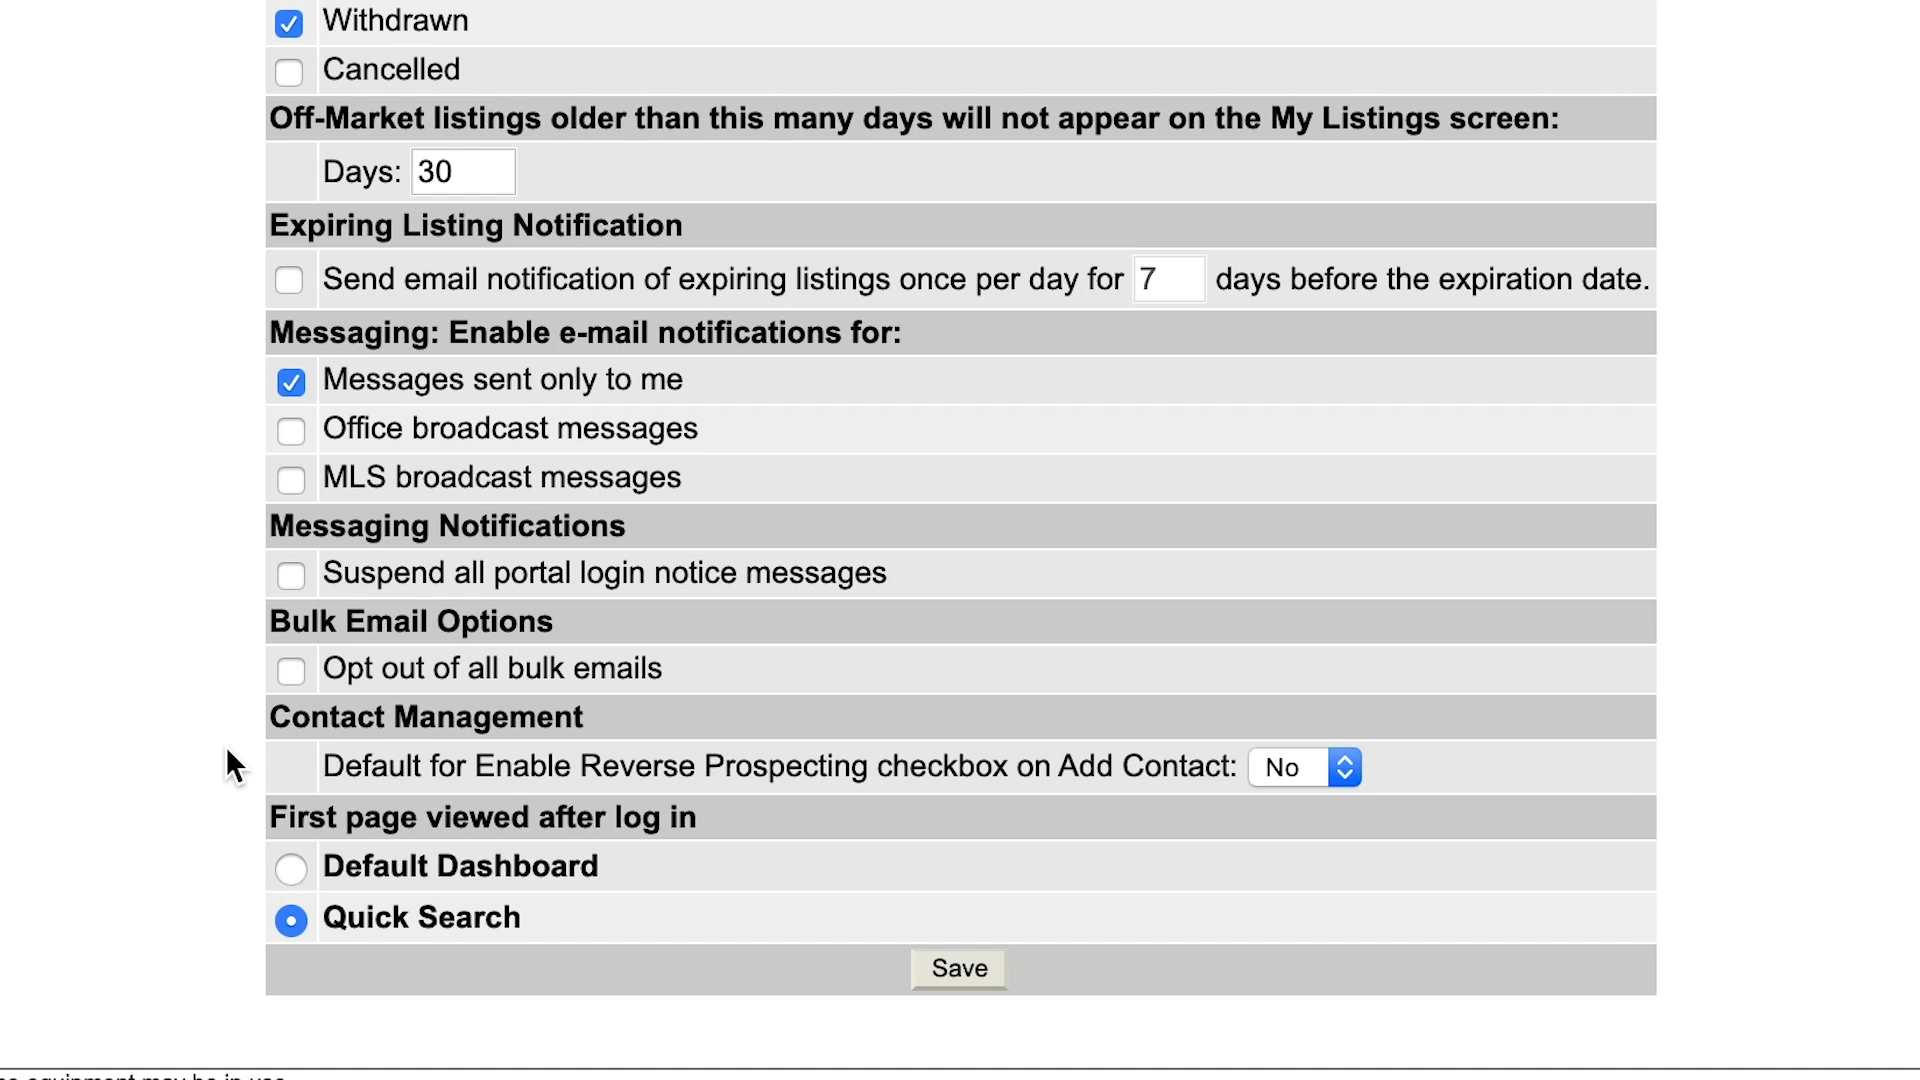 Withdrawn
Cancelled
Off-Market listings older than this many days will not appear on the My Listings screen:
Days: 30
Expiring Listing Notification
Send email notification of expiring listings once per day for 7 days before the expiration date.
Messaging: Enable e-mail notifications for:
Messages sent only to me
Office broadcast messages
MLS broadcast messages
Messaging Notifications
Suspend all portal login notice messages
Bulk Email Options
Opt out of all bulk emails
Contact Management
Default for Enable Reverse Prospecting checkbox on Add Contact: No
First page viewed after log in
Default Dashboard
Quick Search
Save
equipment may be in use